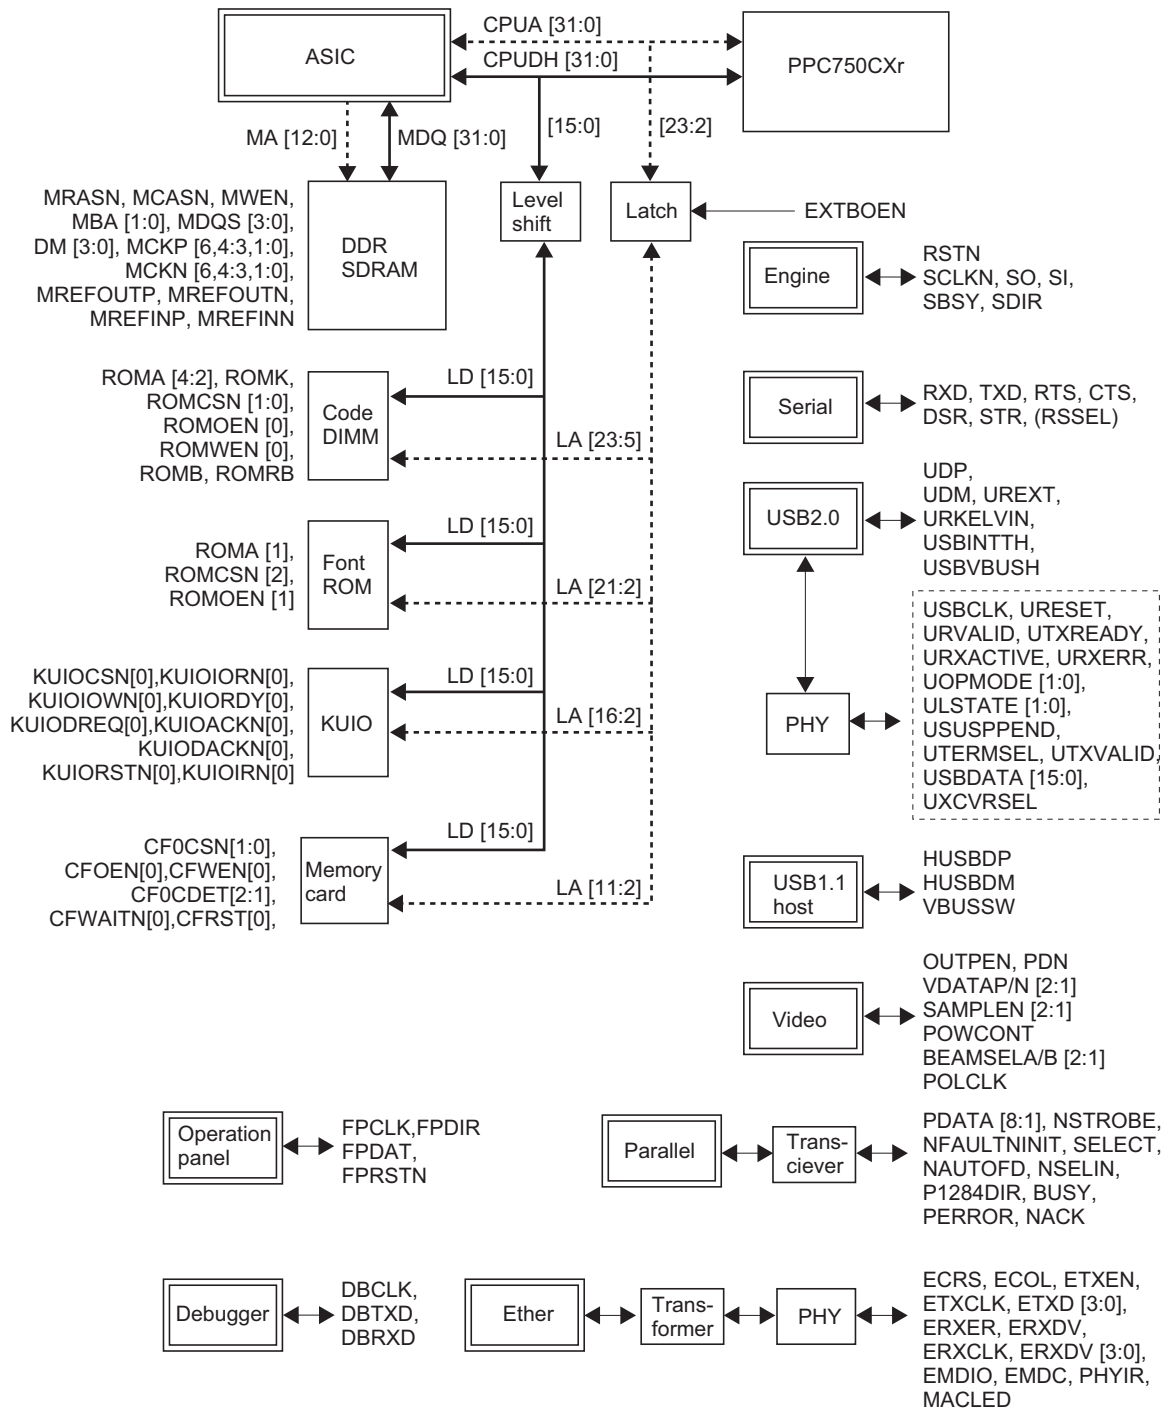 CPUA [31:0]
ASIC
CPUDH [31:0]
PPC750CXr
MA [12:0]
MDQ [31:0]
[15:0]
[23:2]
MRASN, MCASN, MWEN,
MBA [1:0], MDQS [3:0],
DM [3:0], MCKP [6,4:3,1:0],
MCKN [6,4:3,1:0],
MREFOUTP, MREFOUTN,
MREFINP, MREFINN
DDR
SDRAM
Level
shift
Latch
EXTBOEN
Engine
RSTN
SCLKN, SO, SI,
SBSY, SDIR
ROMA [4:2], ROMK,
ROMCSN [1:0],
ROMOEN [0],
ROMWEN [0],
ROMB, ROMRB
Code
DIMM
LD [15:0]
LA [23:5]
Serial
RXD, TXD, RTS, CTS,
DSR, STR, (RSSEL)
USB2.0
UDP,
UDM, UREXT,
URKELVIN,
USBINTTH,
USBVBUSH
ROMA [1],
ROMCSN [2],
ROMOEN [1]
Font
ROM
LD [15:0]
LA [21:2]
PHY
USBCLK, URESET,
URVALID, UTXREADY,
URXACTIVE, URXERR,
UOPMODE [1:0],
ULSTATE [1:0],
USUSPPEND,
UTERMSEL, UTXVALID,
USBDATA [15:0],
UXCVRSEL
KUIOCSN[0],KUIOIORN[0],
KUIOIOWN[0],KUIORDY[0],
KUIODREQ[0],KUIOACKN[0],
KUIODACKN[0],
KUIORSTN[0],KUIOIRN[0]
KUIO
LD [15:0]
LA [16:2]
CF0CSN[1:0],
CFOEN[0],CFWEN[0],
CF0CDET[2:1],
CFWAITN[0],CFRST[0],
Memory
card
LD [15:0]
LA [11:2]
USB1.1
host
HUSBDP
HUSBDM
VBUSSW
Video
OUTPEN, PDN
VDATAP/N [2:1]
SAMPLEN [2:1]
POWCONT
BEAMSELA/B [2:1]
POLCLK
Operation
panel
FPCLK,FPDIR
FPDAT,
FPRSTN
Parallel
Trans-
ciever
PDATA [8:1], NSTROBE,
NFAULTNINIT, SELECT,
NAUTOFD, NSELIN,
P1284DIR, BUSY,
PERROR, NACK
Debugger
DBCLK,
DBTXD,
DBRXD
Ether
Trans-
former
PHY
ECRS, ECOL, ETXEN,
ETXCLK, ETXD [3:0],
ERXER, ERXDV,
ERXCLK, ERXDV [3:0],
EMDIO, EMDC, PHYIR,
MACLED